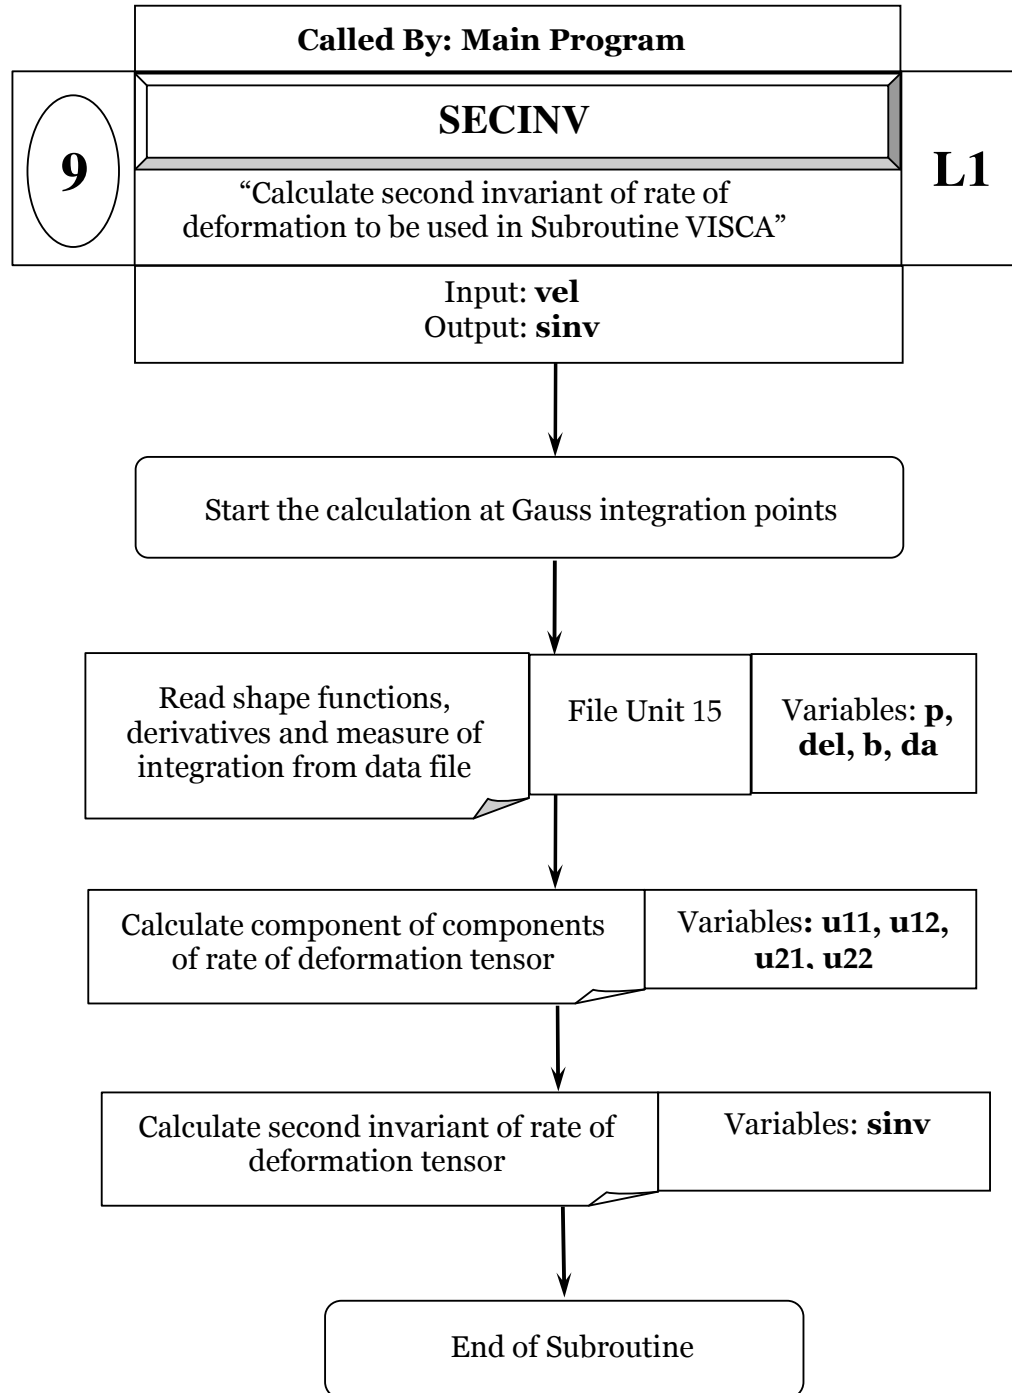 Called By: Main Program
9
SECINV
L1
“Calculate second invariant of rate of
deformation to be used in Subroutine VISCA”
Input: vel
Output: sinv
Start the calculation at Gauss integration points
Read shape functions,
derivatives and measure of
integration from data file
File Unit 15
Variables: p,
del, b, da
Calculate component of components
of rate of deformation tensor
Variables: u11, u12,
u21, u22
Calculate second invariant of rate of
deformation tensor
Variables: sinv
End of Subroutine